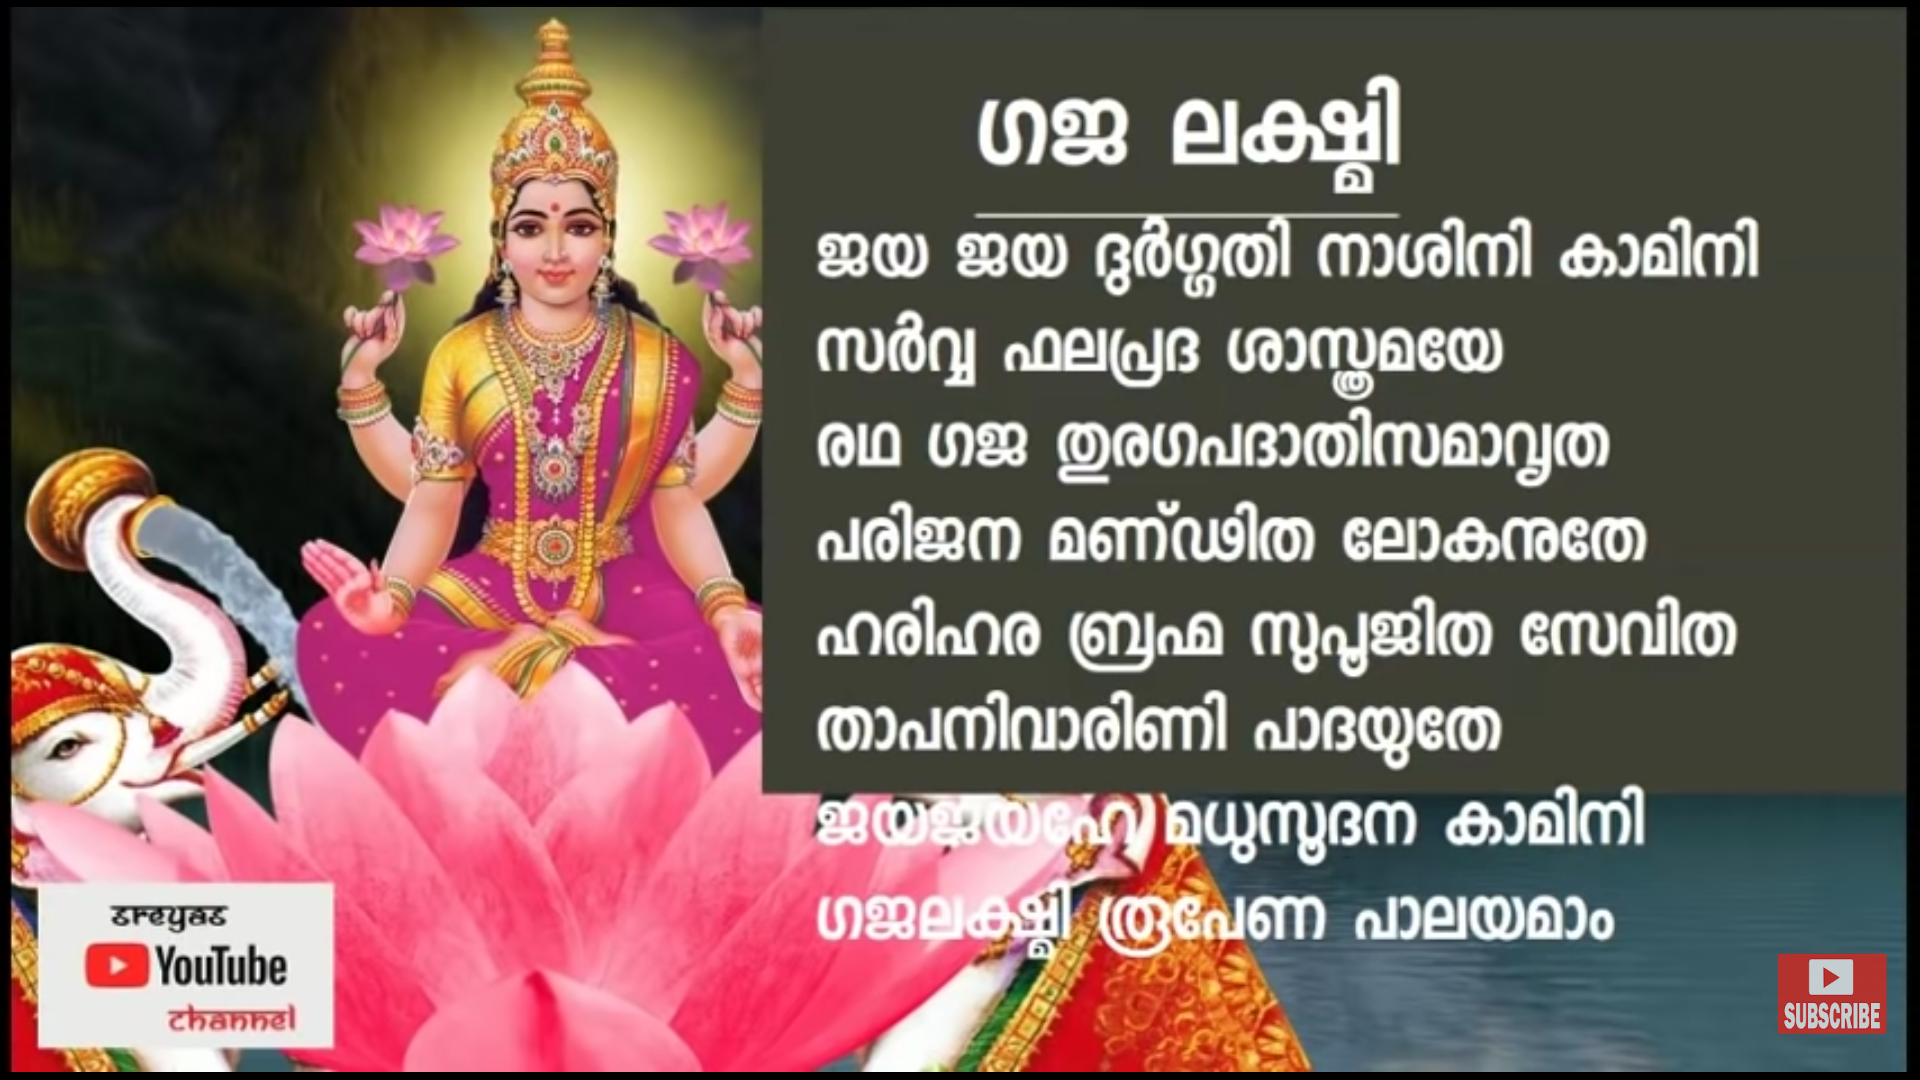 ഗജ ലക്ഷ്മി
ജയ ജയ ദുർഗ്ഗതി നാശിനി കാമിനി
സർവ്വ ഫലപ്രദ ശാസ്ത്രമയേ
രഥ ഗജ തുരഗപദാതിസമാവൃത
പരിജന മണ്ഢിത ലോകനുതേ
ഹരിഹര ബ്രഹ്മ സുപൂജിത സേവിത
താപനിവാരിണി പാദയുതേ
ജയജയഹേ മധുസൂദന കാമിനി
ഗജലക്ഷ്മി രൂപേണ പാലയമാം
sreyas
YouTube
channel
SUBSCRIBE